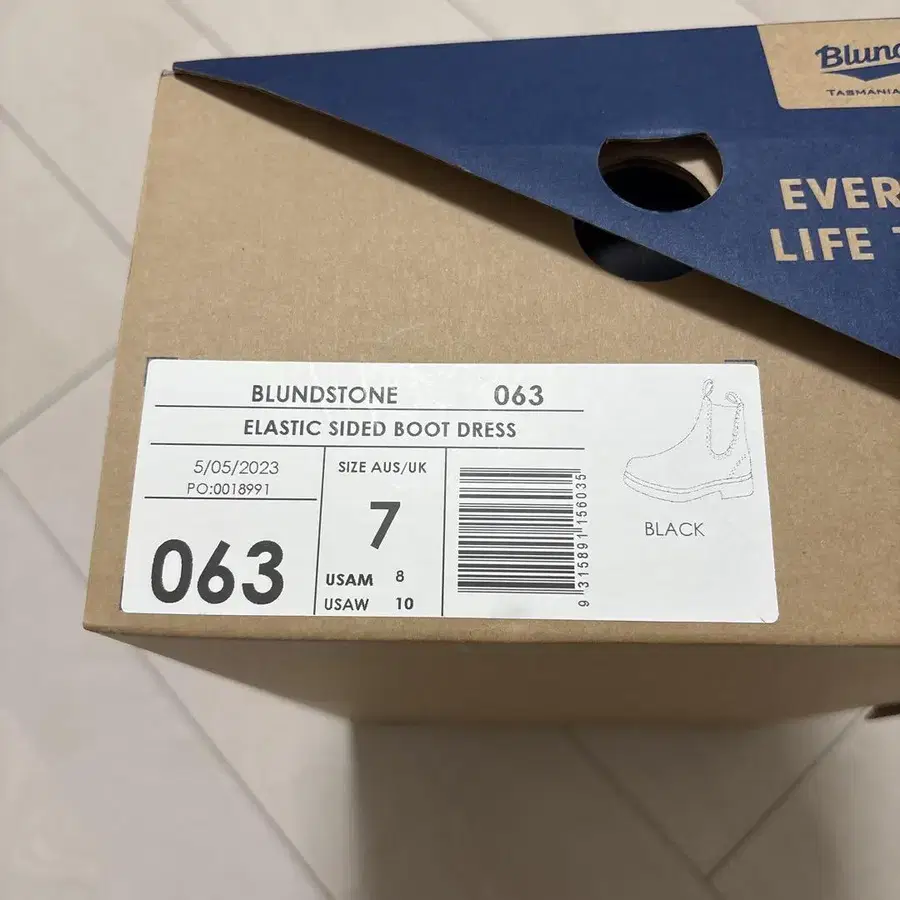 TASMANIA
EVER
LIFE
BLUNDSTONE 063
ELASTIC SIDED BOOT DRESS
5/05/2023
PO:0018991
063
SIZE AUS/UK
7
USAM 8
USAW 10
9 315891 156035
BLACK